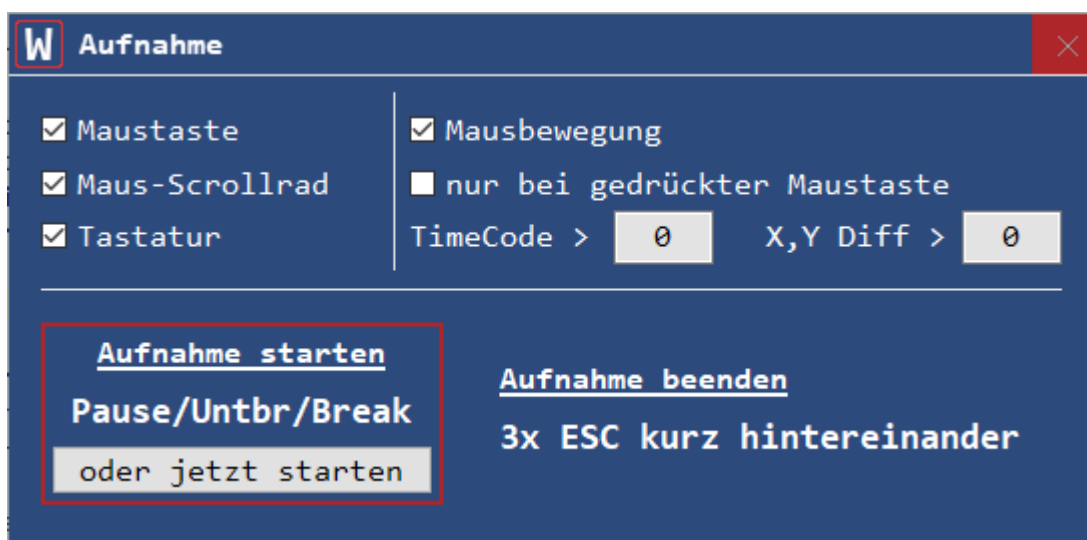 W Aufnahme
Maustaste
Maus-Scrollrad
Tastatur
Mausbewegung
nur bei gedrückter Maustaste
TimeCode > 0 X,Y Diff > 0
Aufnahme starten
Pause/Untbr/Break
oder jetzt starten
Aufnahme beenden
3x ESC kurz hintereinander